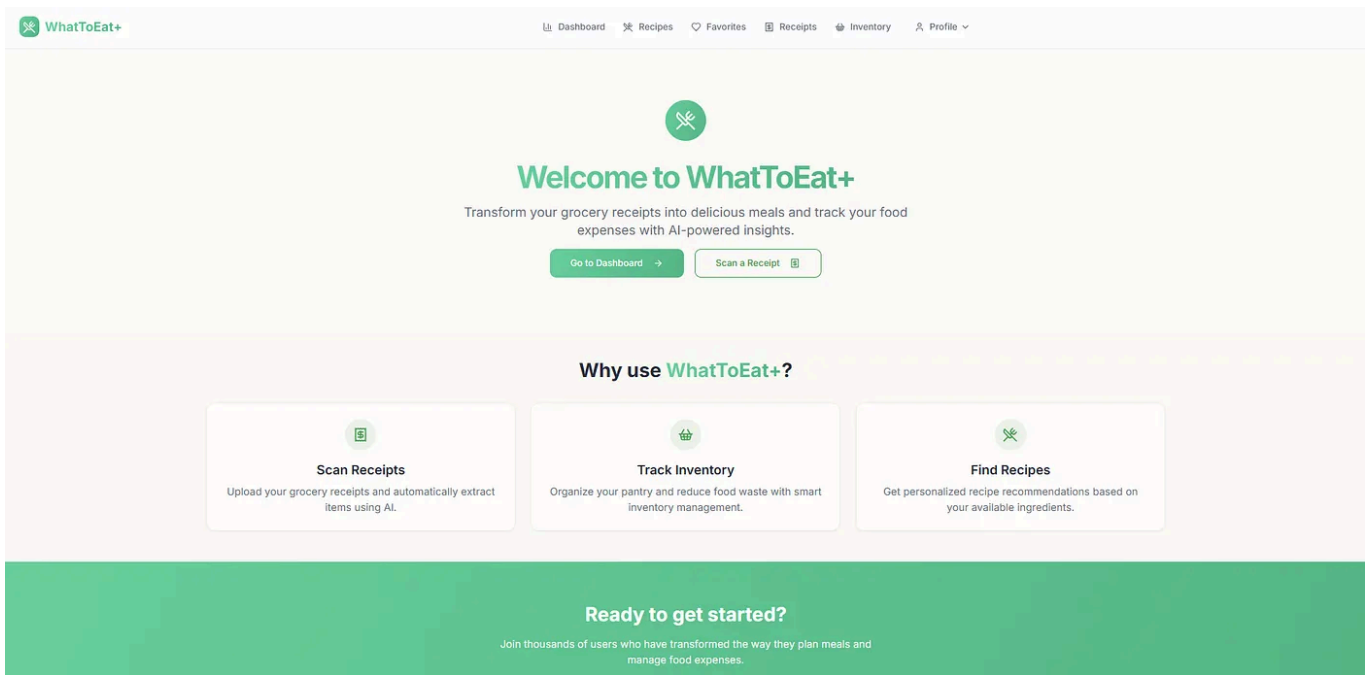 WhatToEat+
Dashboard
Recipes
Favorites
Receipts
Inventory
Profile
Welcome to WhatToEat+
Transform your grocery receipts into delicious meals and track your food
expenses with AI-powered insights.
Go to Dashboard
Scan a Receipt
Why use WhatToEat+?
Scan Receipts
Upload your grocery receipts and automatically extract
items using AI.
Track Inventory
Organize your pantry and reduce food waste with smart
inventory management.
Find Recipes
Get personalized recipe recommendations based on
your available ingredients.
Ready to get started?
Join thousands of users who have transformed the way they plan meals and
manage food expenses.